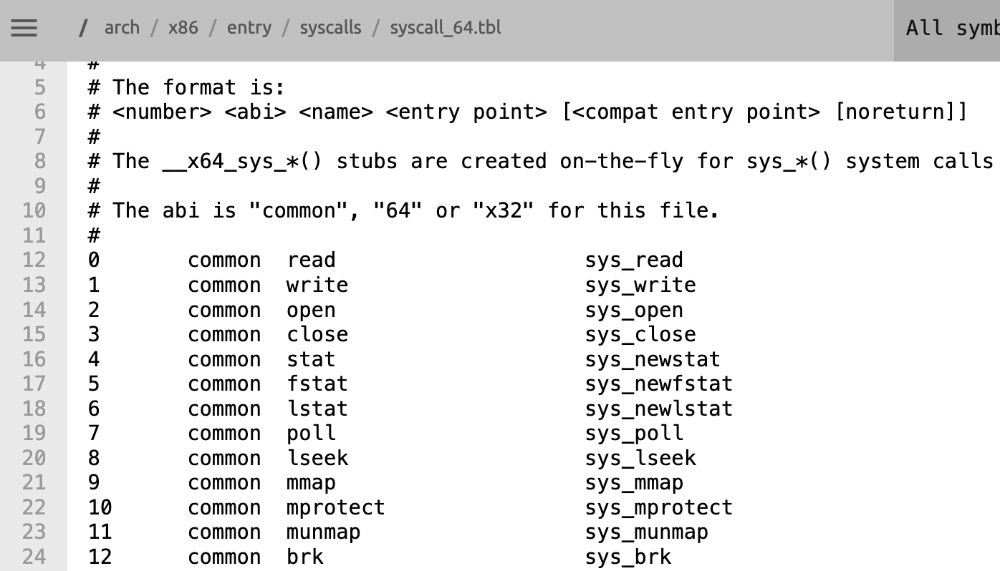 / arch / x86 / entry / syscalls / syscall_64.tbl All symb
4 #
5 # The format is:
6 # <number> <abi> <name> <entry point> [<compat entry point> [noreturn]]
7 #
8 # The __x64_sys_*() stubs are created on-the-fly for sys_*() system calls
9 #
10 # The abi is "common", "64" or "x32" for this file.
11 #
12 0 common read sys_read
13 1 common write sys_write
14 2 common open sys_open
15 3 common close sys_close
16 4 common stat sys_newstat
17 5 common fstat sys_newfstat
18 6 common lstat sys_newlstat
19 7 common poll sys_poll
20 8 common lseek sys_lseek
21 9 common mmap sys_mmap
22 10 common mprotect sys_mprotect
23 11 common munmap sys_munmap
24 12 common brk sys_brk